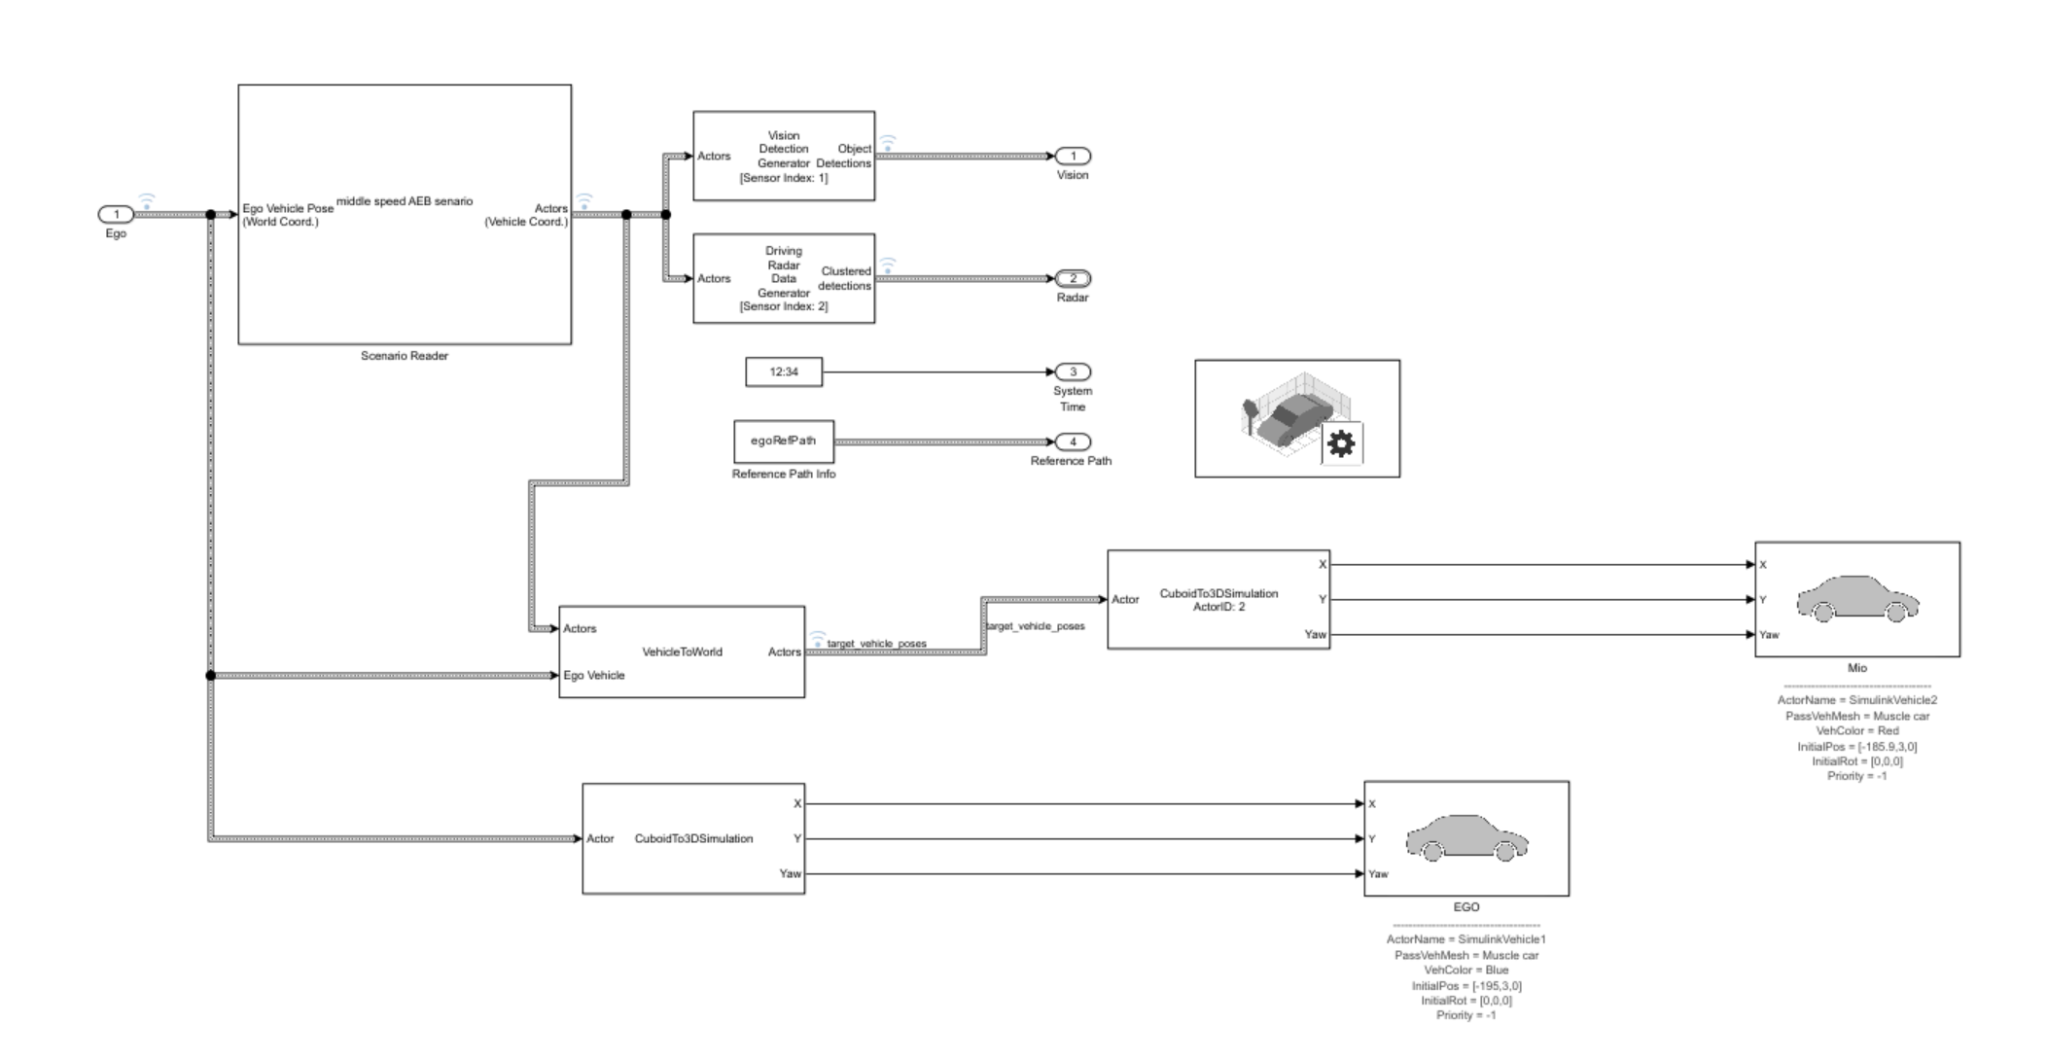 1
Ego
Ego Vehicle Pose
(World Coord.)
middle speed AEB senario
Actors
(Vehicle Coord.)
Scenario Reader
Actors
Vision
Detection
Generator
[Sensor Index: 1]
Object
Detections
1
Vision
Actors
Driving
Radar
Data
Generator
[Sensor Index: 2]
Clustered
detections
2
Radar
12:34
3
System
Time
egoRefPath
Reference Path Info
4
Reference Path
Actors
Ego Vehicle
VehicleToWorld
Actors
target_vehicle_poses
target_vehicle_poses
Actor
CuboidTo3DSimulation
ActorID: 2
X
Y
Yaw
X
Y
Yaw
Mio
ActorName = SimulinkVehicle2
PassVehMesh = Muscle car
VehColor = Red
InitialPos = [-185.9,3,0]
InitialRot = [0,0,0]
Priority = -1
Actor
CuboidTo3DSimulation
X
Y
Yaw
X
Y
Yaw
EGO
ActorName = SimulinkVehicle1
PassVehMesh = Muscle car
VehColor = Blue
InitialPos = [-195,3,0]
InitialRot = [0,0,0]
Priority = -1